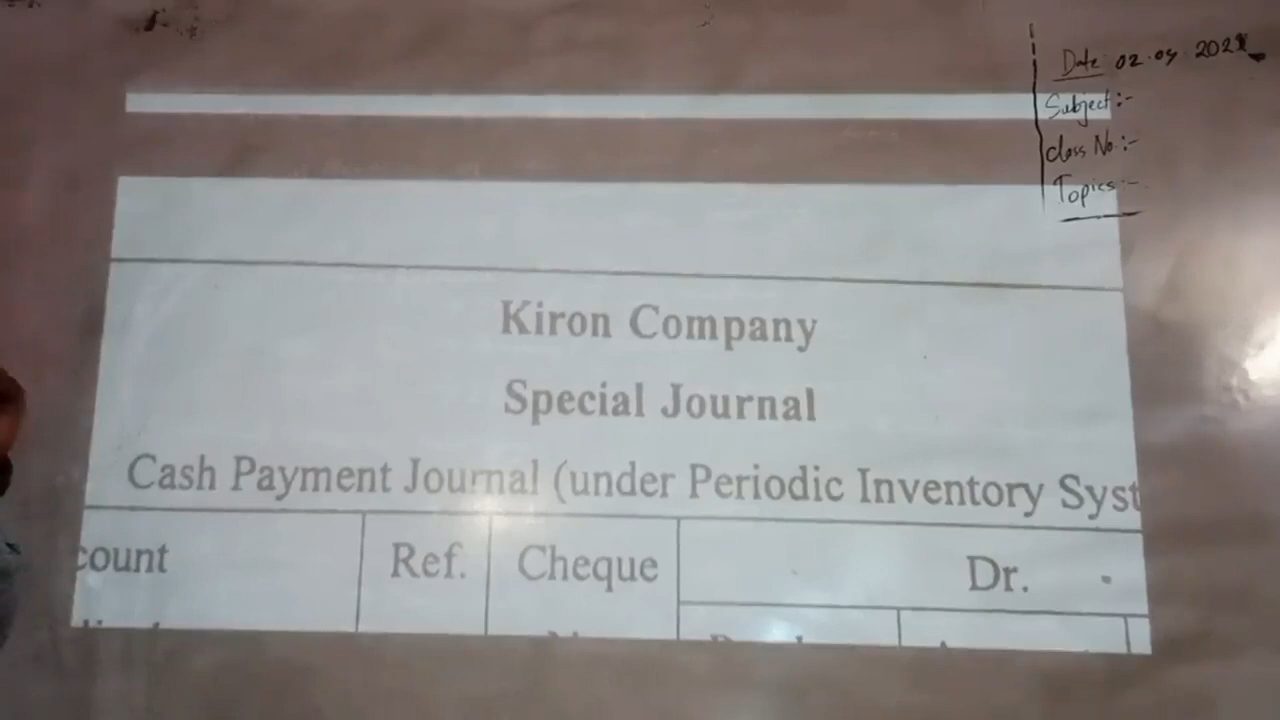 Date 02.04.2021
Subject:-
Class No.:-
Topics:-
Kiron Company
Special Journal
Cash Payment Journal (under Periodic Inventory Syst
count Ref. Cheque Dr.